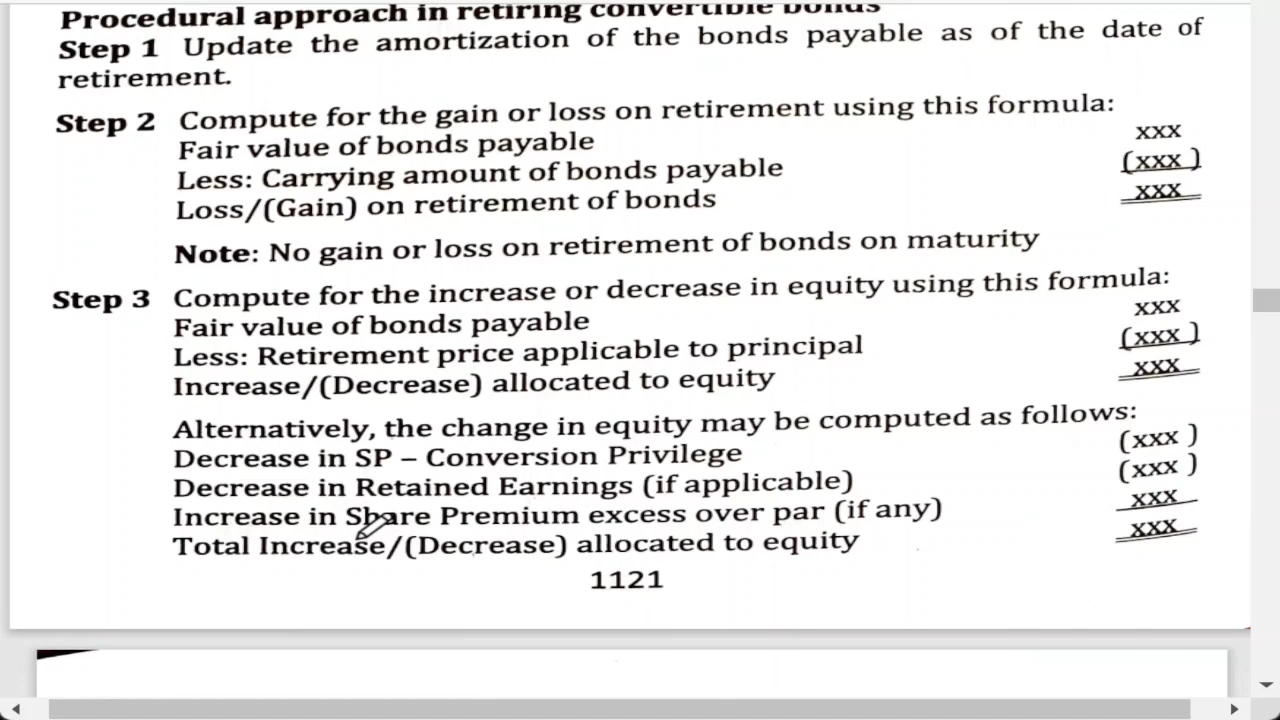 Procedural approach in retiring convertible bonds
Step 1 Update the amortization of the bonds payable as of the date of
retirement.
Step 2 Compute for the gain or loss on retirement using this formula:
Fair value of bonds payable xxx
Less: Carrying amount of bonds payable (xxx )
Loss/(Gain) on retirement of bonds xxx
Note: No gain or loss on retirement of bonds on maturity
Step 3 Compute for the increase or decrease in equity using this formula:
Fair value of bonds payable xxx
Less: Retirement price applicable to principal (xxx )
Increase/(Decrease) allocated to equity xxx
Alternatively, the change in equity may be computed as follows:
Decrease in SP – Conversion Privilege (xxx )
Decrease in Retained Earnings (if applicable) (xxx )
Increase in Share Premium excess over par (if any) xxx
Total Increase/(Decrease) allocated to equity xxx
1121